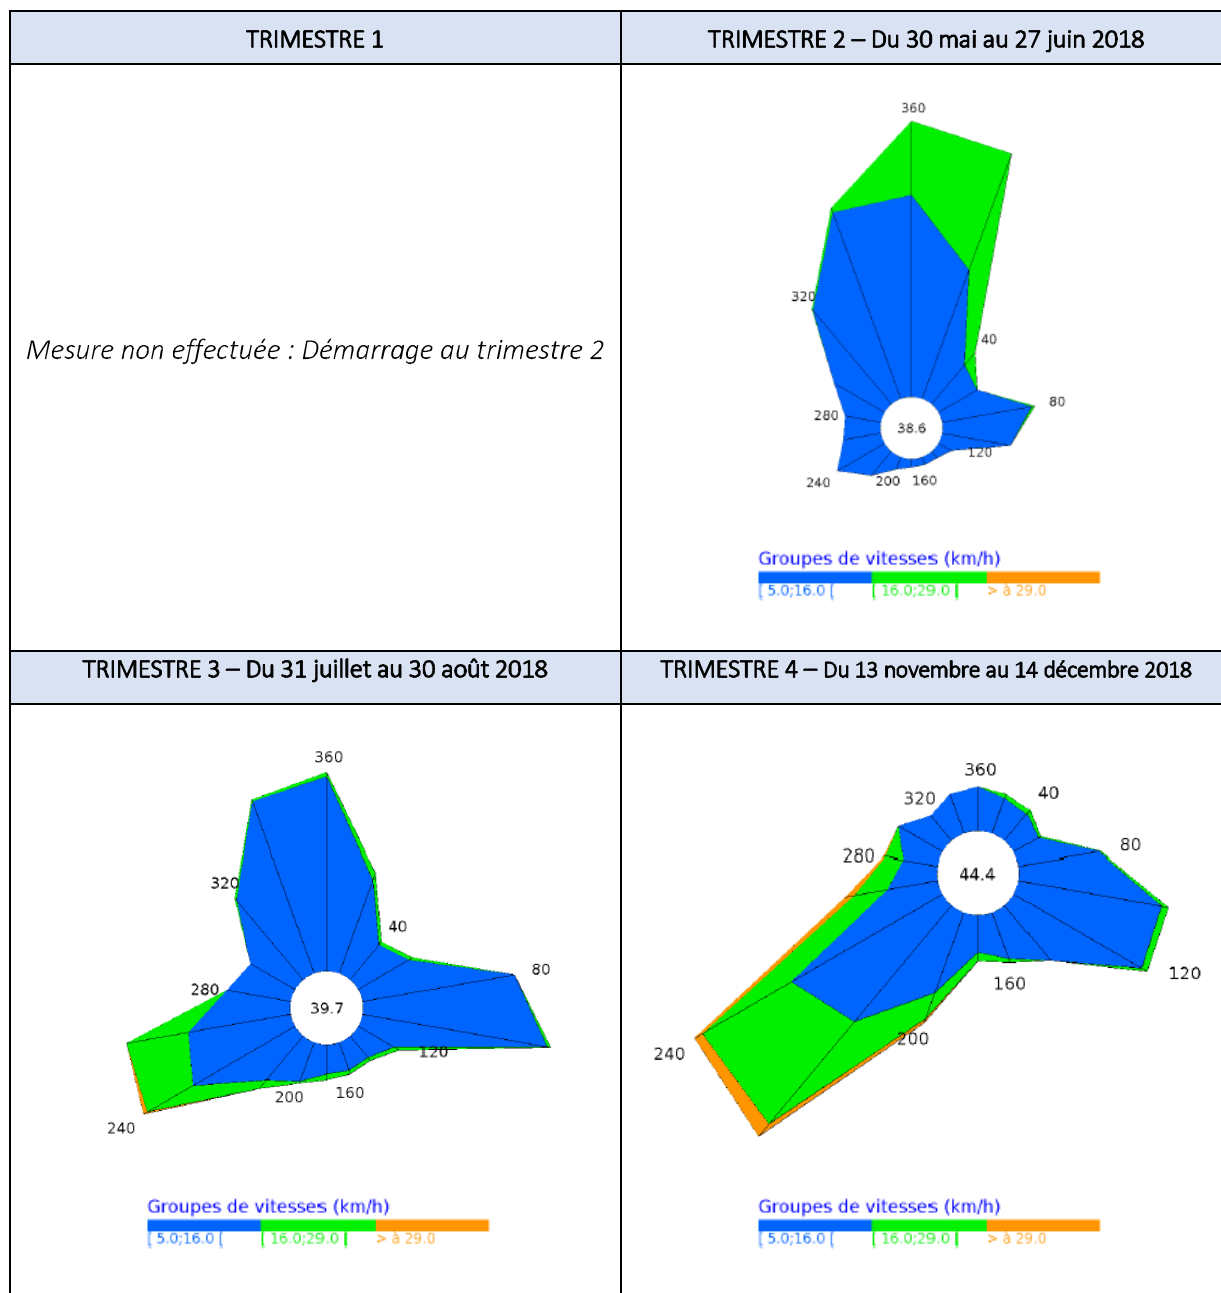 TRIMESTRE 1
TRIMESTRE 2 – Du 30 mai au 27 juin 2018
Mesure non effectuée : Démarrage au trimestre 2
360
320
40
280
80
38.6
120
240
200
160
Groupes de vitesses (km/h)
[ 5.0;16.0 [
[ 16.0;29.0 [
> à 29.0
TRIMESTRE 3 – Du 31 juillet au 30 août 2018
TRIMESTRE 4 – Du 13 novembre au 14 décembre 2018
360
320
40
80
280
39.7
120
200
160
240
Groupes de vitesses (km/h)
[ 5.0;16.0 [
[ 16.0;29.0 [
> à 29.0
360
320
40
280
80
44.4
120
160
200
240
Groupes de vitesses (km/h)
[ 5.0;16.0 [
[ 16.0;29.0 [
> à 29.0